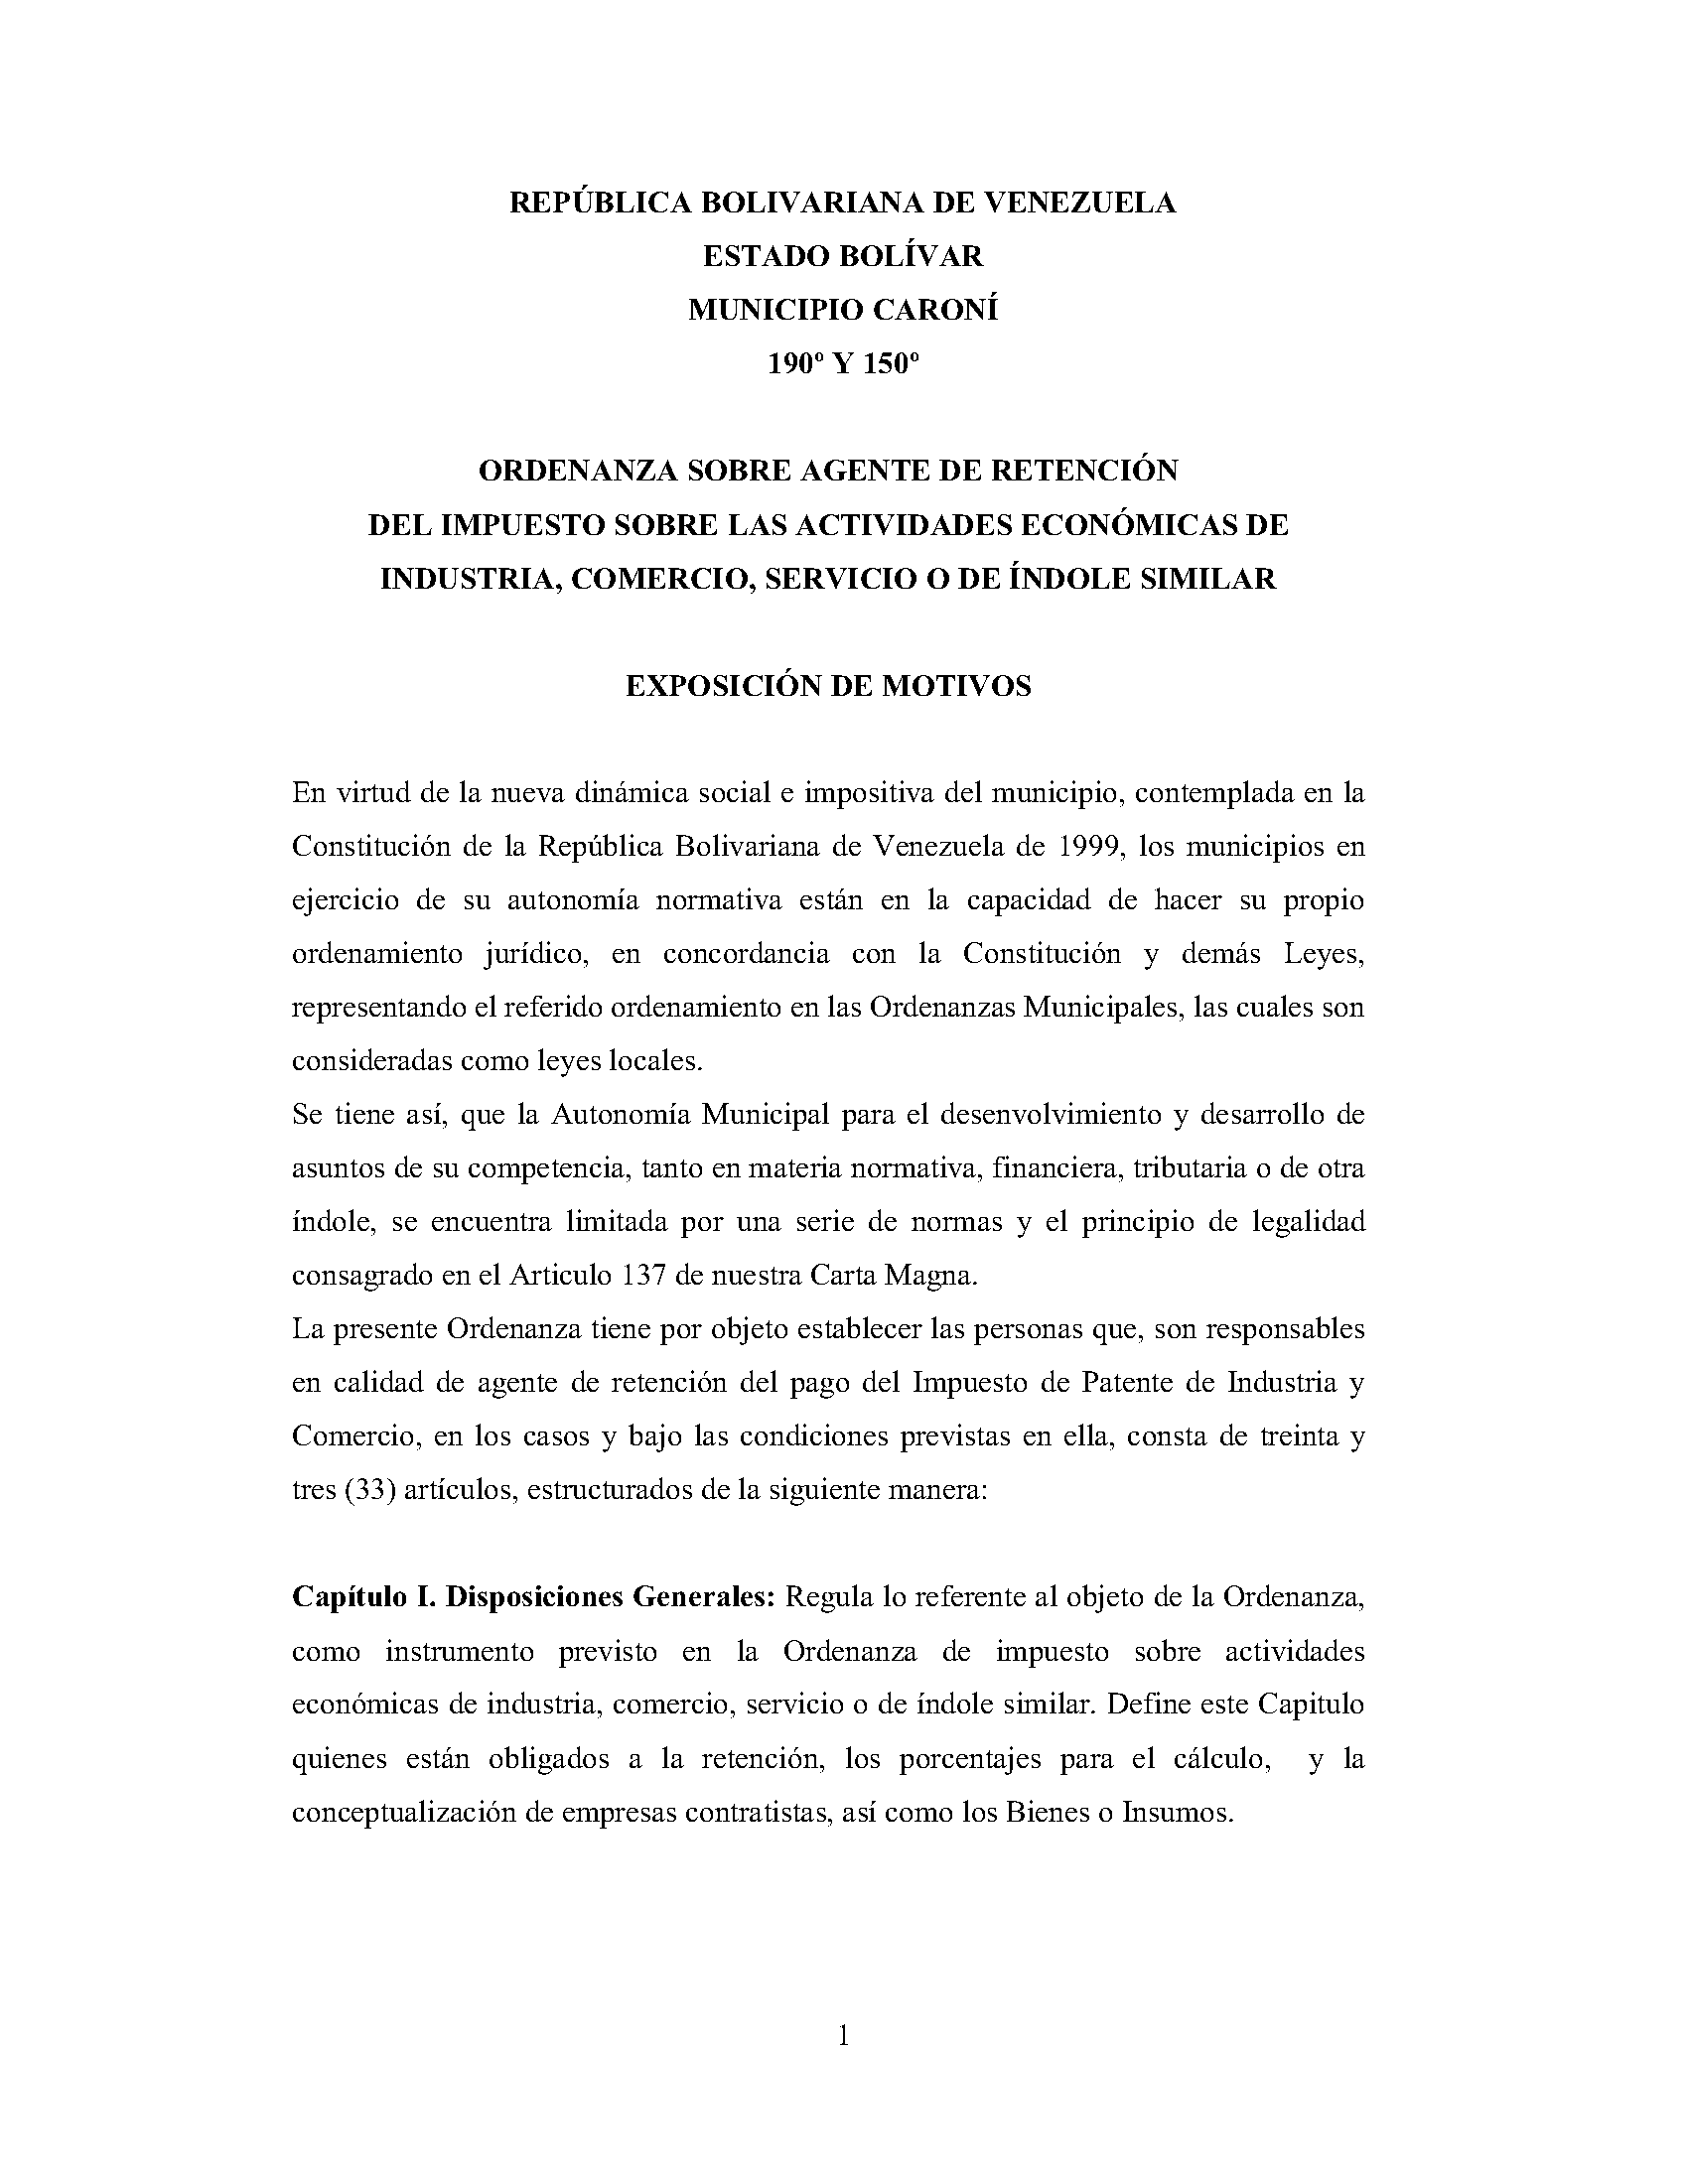 REPÚBLICA BOLIVARIANA DE VENEZUELA
ESTADO BOLÍVAR
MUNICIPIO CARONÍ
190º Y 150º
ORDENANZA SOBRE AGENTE DE RETENCIÓN
DEL IMPUESTO SOBRE LAS ACTIVIDADES ECONÓMICAS DE
INDUSTRIA, COMERCIO, SERVICIO O DE ÍNDOLE SIMILAR
EXPOSICIÓN DE MOTIVOS
En virtud de la nueva dinámica social e impositiva del municipio, contemplada en la
Constitución de la República Bolivariana de Venezuela de 1999, los municipios en
ejercicio de su autonomía normativa están en la capacidad de hacer su propio
ordenamiento jurídico, en concordancia con la Constitución y demás Leyes,
representando el referido ordenamiento en las Ordenanzas Municipales, las cuales son
consideradas como leyes locales.
Se tiene así, que la Autonomía Municipal para el desenvolvimiento y desarrollo de
asuntos de su competencia, tanto en materia normativa, financiera, tributaria o de otra
índole, se encuentra limitada por una serie de normas y el principio de legalidad
consagrado en el Articulo 137 de nuestra Carta Magna.
La presente Ordenanza tiene por objeto establecer las personas que, son responsables
en calidad de agente de retención del pago del Impuesto de Patente de Industria y
Comercio, en los casos y bajo las condiciones previstas en ella, consta de treinta y
tres (33) artículos, estructurados de la siguiente manera:
Capítulo I. Disposiciones Generales: Regula lo referente al objeto de la Ordenanza,
como instrumento previsto en la Ordenanza de impuesto sobre actividades
económicas de industria, comercio, servicio o de índole similar. Define este Capitulo
quienes están obligados a la retención, los porcentajes para el cálculo, y la
conceptualización de empresas contratistas, así como los Bienes o Insumos.
1